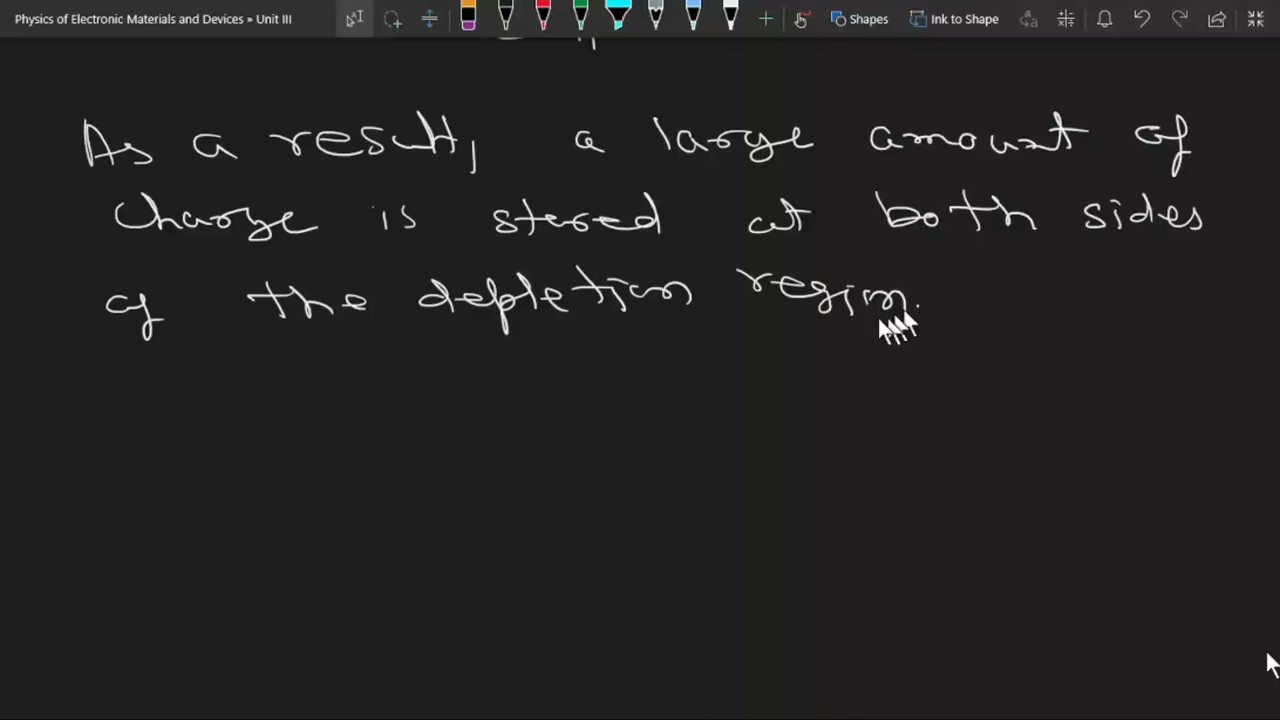 Physics of Electronic Materials and Devices » Unit III
Shapes
Ink to Shape
As a result, a large amount of
charge is stored at both sides
of the depletion region.